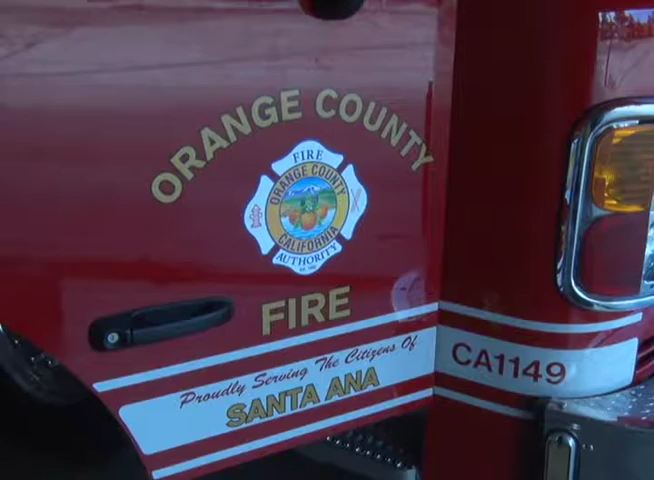 ORANGE COUNTY
FIRE
ORANGE COUNTY
CALIFORNIA
AUTHORITY
FIRE
Proudly Serving The Citizens Of
SANTA ANA
CA1149